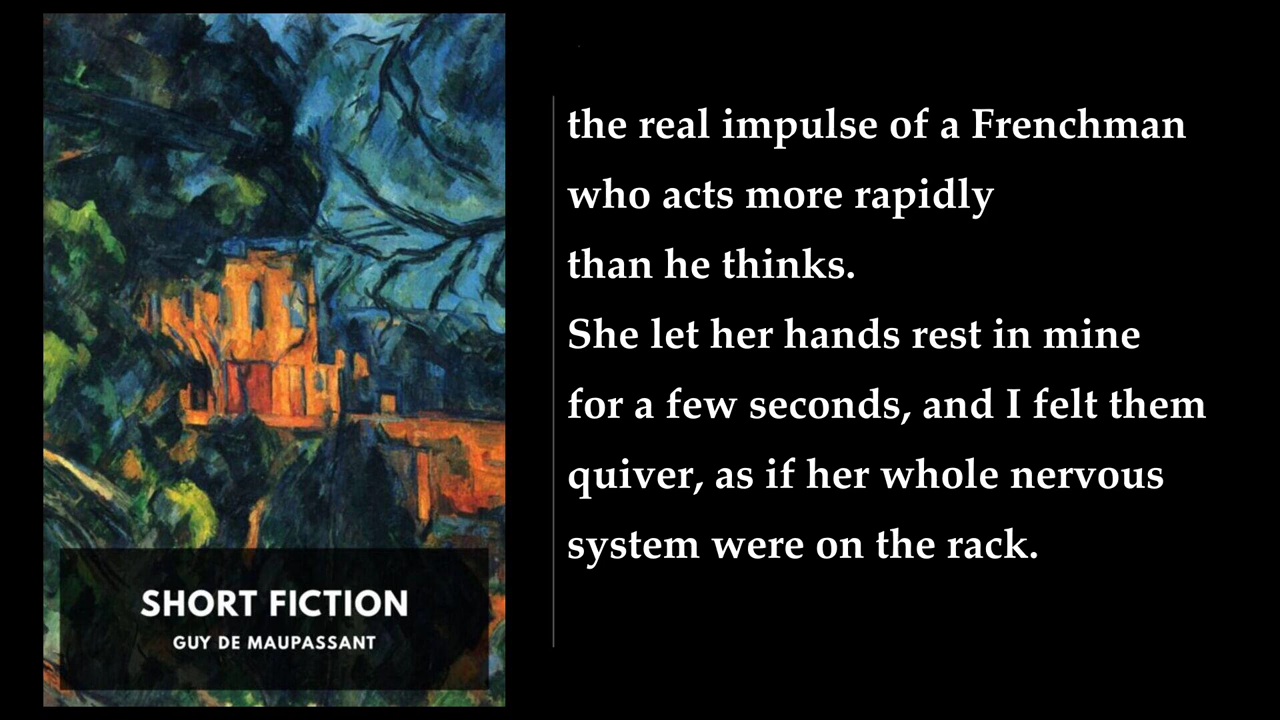 the real impulse of a Frenchman
who acts more rapidly
than he thinks.
She let her hands rest in mine
for a few seconds, and I felt them
quiver, as if her whole nervous
system were on the rack.
SHORT FICTION
GUY DE MAUPASSANT